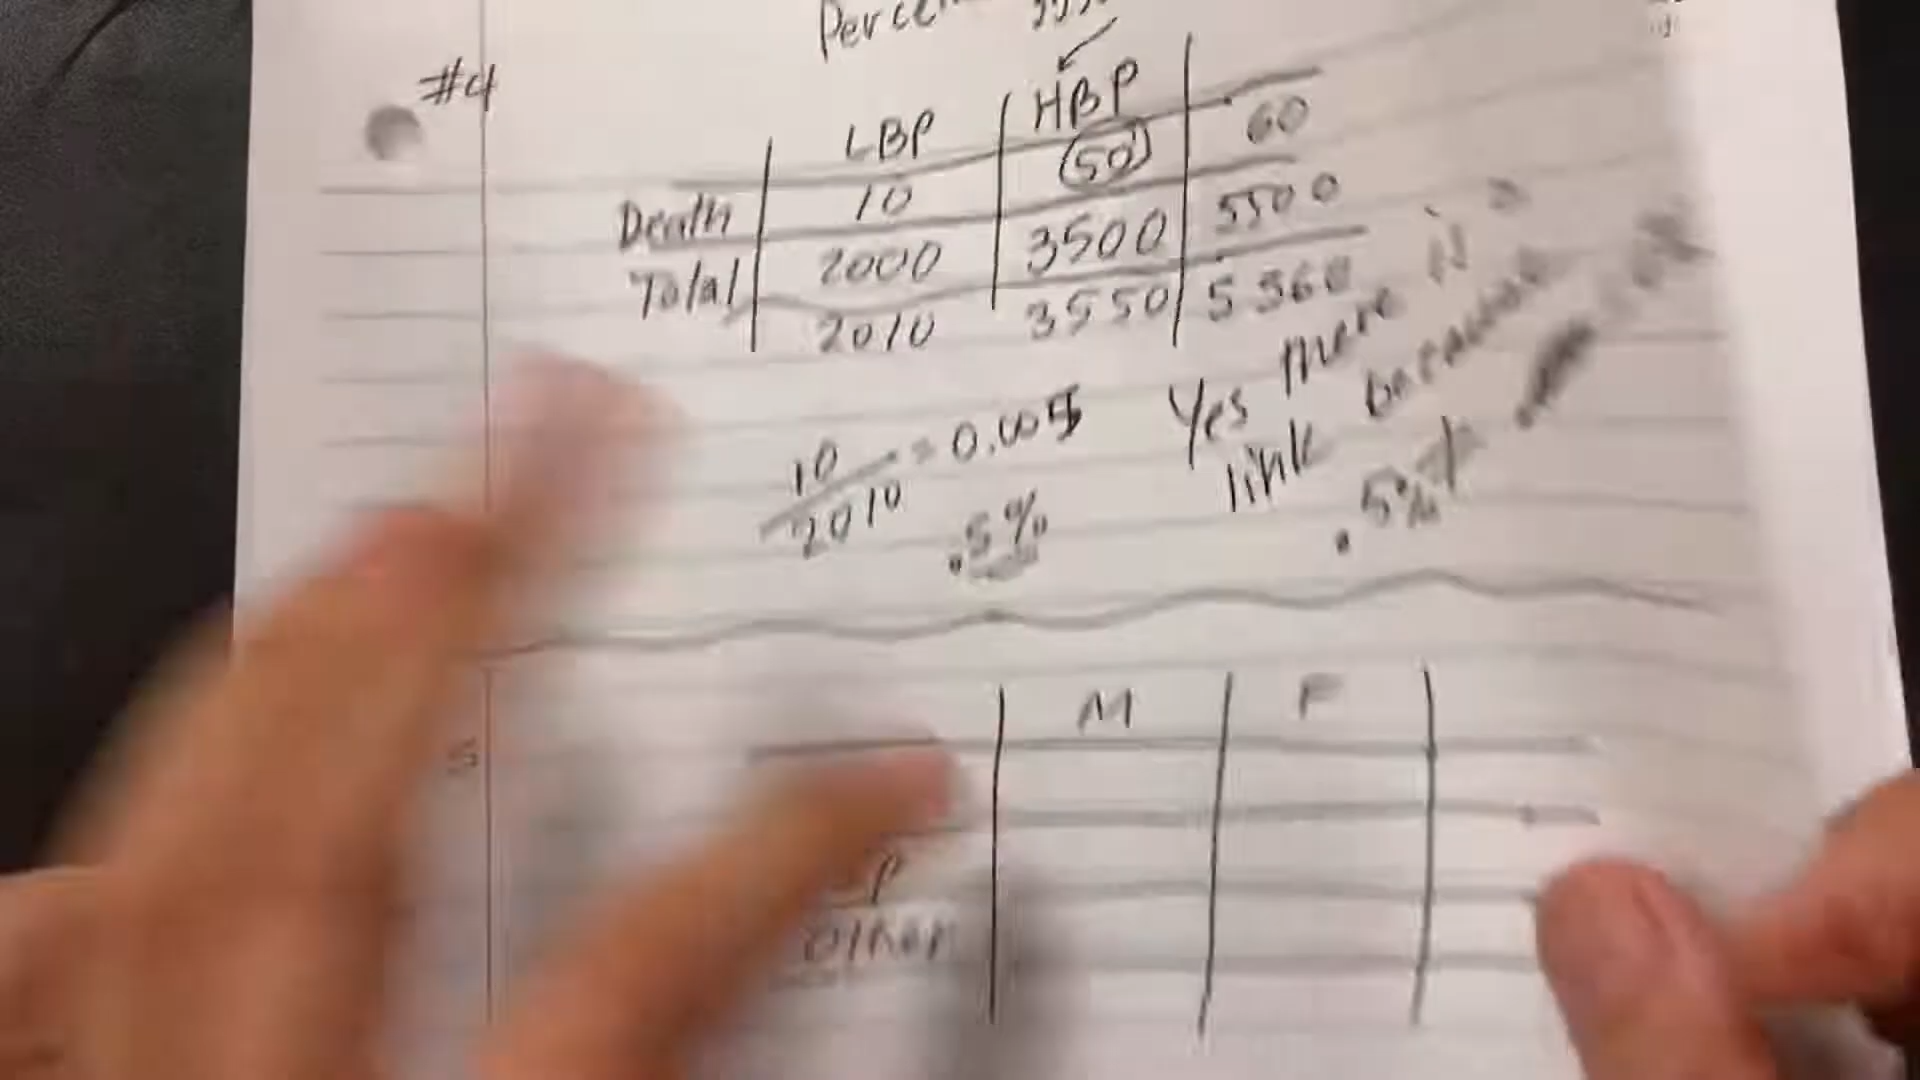 #4
LBP HBP
Death 10 50 60
Total 2000 3500 5500
2010 3550 5560
10/2010 = 0.005
.5%
Yes there is a
link because
.5%
M F
5
P
other